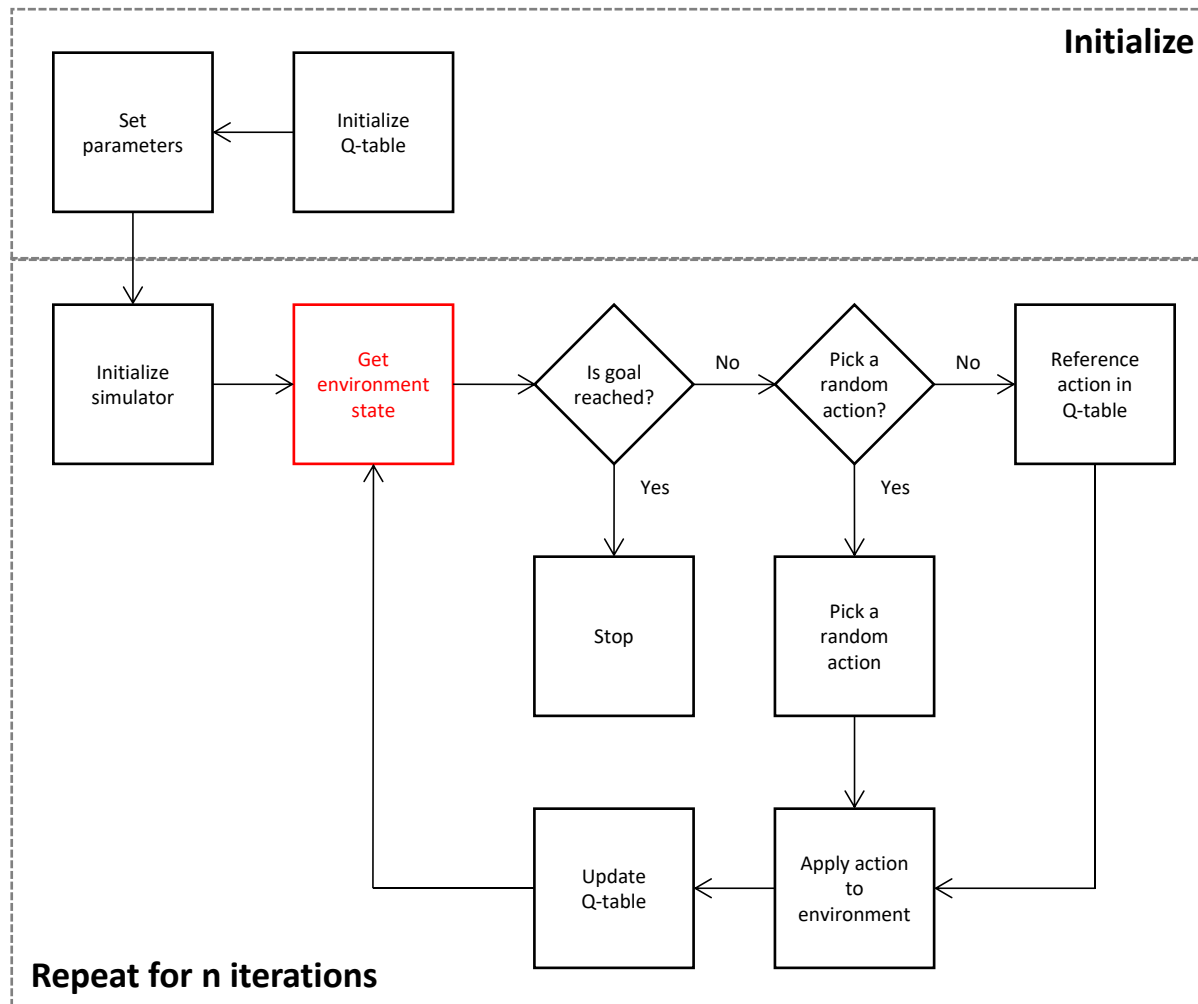 Initialize
Set
parameters
Initialize
Q-table
Initialize
simulator
Get
environment
state
Is goal
reached?
No
Pick a
random
action?
No
Reference
action in
Q-table
Yes
Yes
Stop
Pick a
random
action
Update
Q-table
Apply action
to
environment
Repeat for n iterations